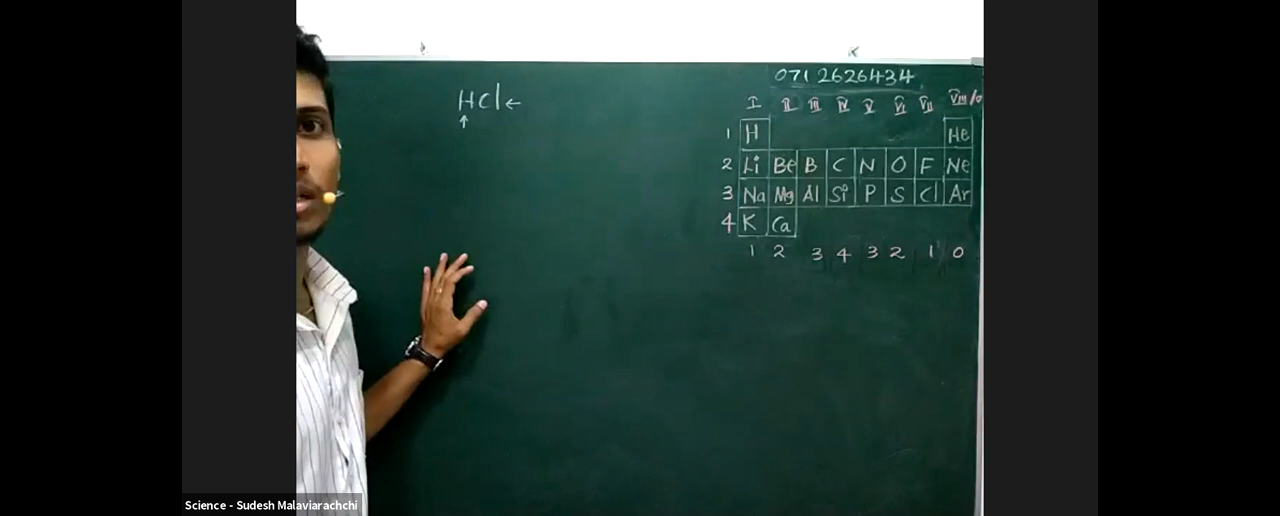 071 2626434
HCl←
↑
I II III IV V VI VII VIII/0
1 H He
2 Li Be B C N O F Ne
3 Na Mg Al Si P S Cl Ar
4 K Ca
1 2 3 4 3 2 1 0
Science - Sudesh Malaviarachchi